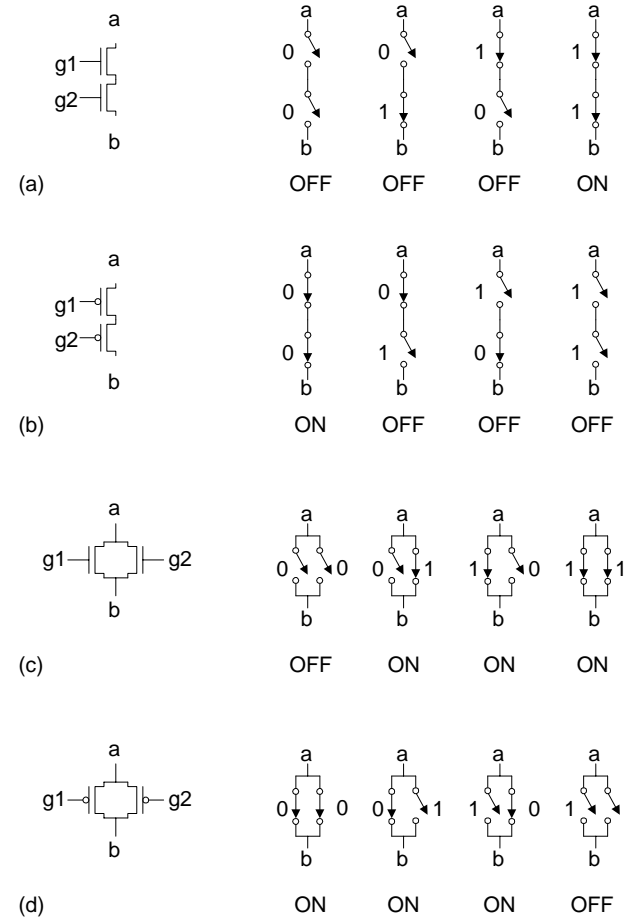 a a a a a
g1 0 0 1 1
g2 0 1 0 1
b b b b b
(a) OFF OFF OFF ON
a a a a a
g1 0 0 1 1
g2 0 1 0 1
b b b b b
(b) ON OFF OFF OFF
a a a a a
g1 g2 0 0 0 1 1 0 1 1
b b b b b
(c) OFF ON ON ON
a a a a a
g1 g2 0 0 0 1 1 0 1 1
b b b b b
(d) ON ON ON OFF